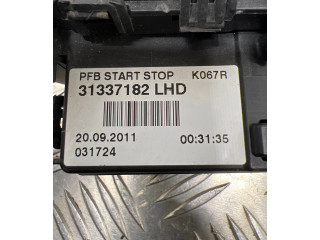 PFB START STOP K067R
31337182 LHD
20.09.2011 00:31:35
031724